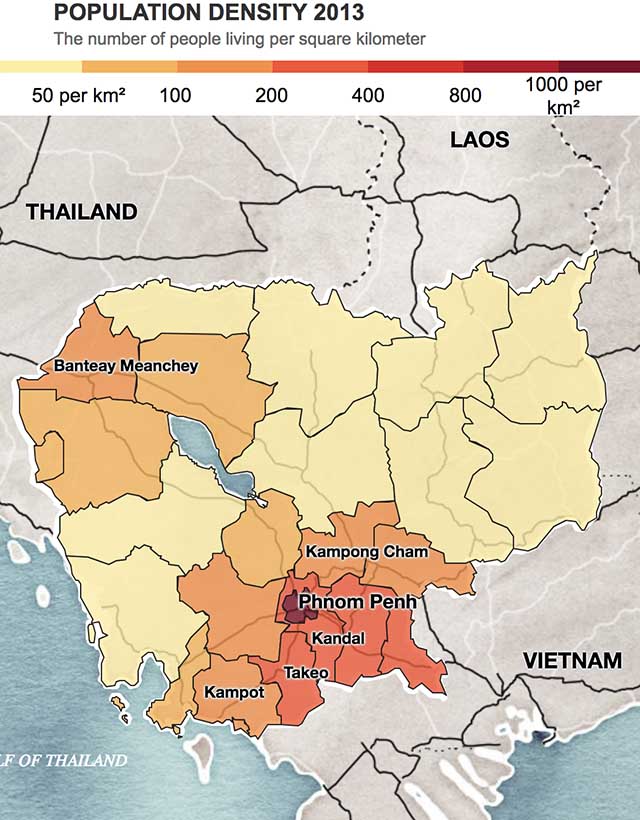 POPULATION DENSITY 2013
The number of people living per square kilometer
50 per km² 100 200 400 800 1000 per km²
LAOS
THAILAND
Banteay Meanchey
Kampong Cham
Phnom Penh
Kandal
VIETNAM
Takeo
Kampot
LF OF THAILAND